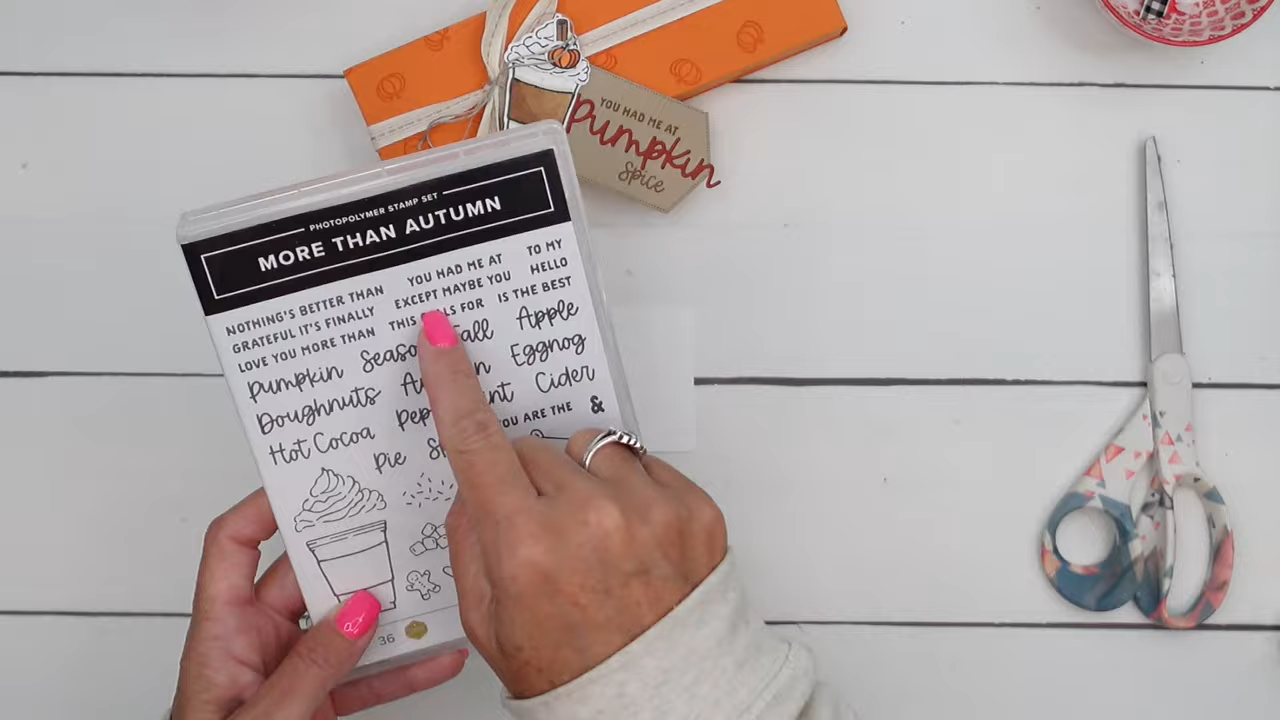 YOU HAD ME AT
Pumpkin
Spice
PHOTOPOLYMER STAMP SET
MORE THAN AUTUMN
NOTHING'S BETTER THAN
GRATEFUL IT'S FINALLY
LOVE YOU MORE THAN
YOU HAD ME AT
EXCEPT MAYBE YOU
THIS FOR
TO MY
HELLO
IS THE BEST
Pumpkin
Fall Apple
Doughnuts
Eggnog
Hot Cocoa
Cider
Pie
YOU ARE THE &
36